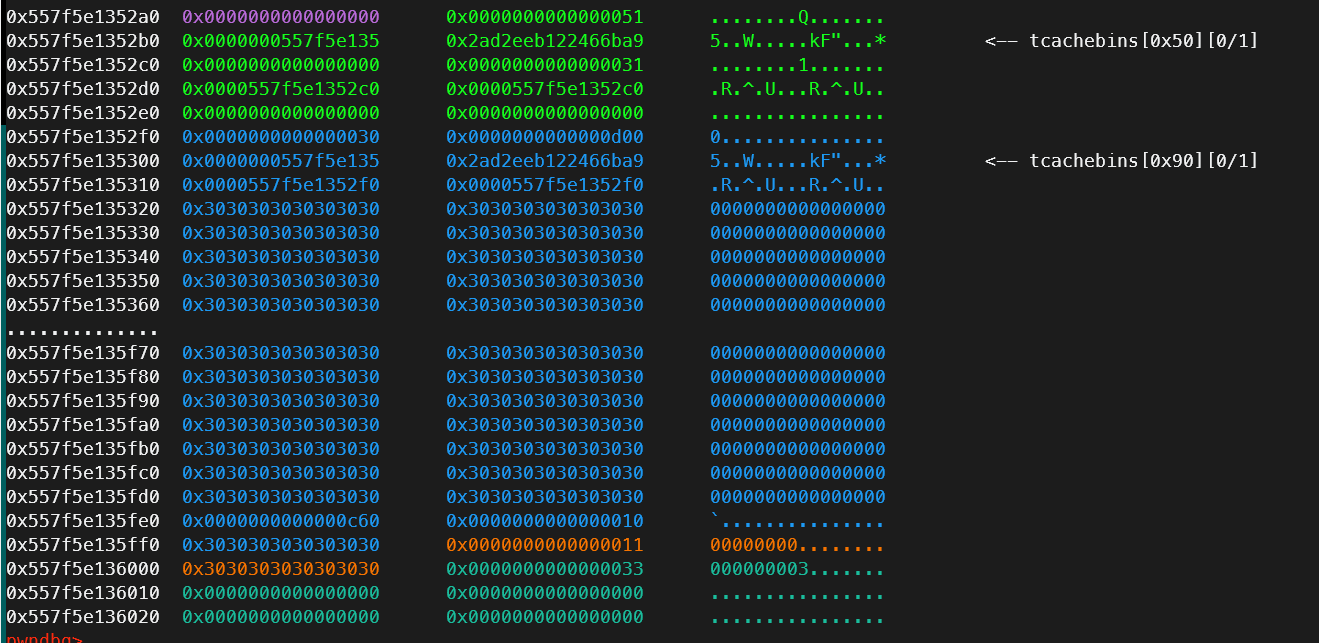 0x557f5e1352a0 0x0000000000000000 0x0000000000000051 ........Q.......
0x557f5e1352b0 0x0000000557f5e135 0x2ad2eeb122466ba9 5..W.....kF"...* <-- tcachebins[0x50][0/1]
0x557f5e1352c0 0x0000000000000000 0x0000000000000031 ........1.......
0x557f5e1352d0 0x0000557f5e1352c0 0x0000557f5e1352c0 .R.^.U...R.^.U..
0x557f5e1352e0 0x0000000000000000 0x0000000000000000 ................
0x557f5e1352f0 0x0000000000000030 0x0000000000000d00 0...............
0x557f5e135300 0x0000000557f5e135 0x2ad2eeb122466ba9 5..W.....kF"...* <-- tcachebins[0x90][0/1]
0x557f5e135310 0x0000557f5e1352f0 0x0000557f5e1352f0 .R.^.U...R.^.U..
0x557f5e135320 0x3030303030303030 0x3030303030303030 0000000000000000
0x557f5e135330 0x3030303030303030 0x3030303030303030 0000000000000000
0x557f5e135340 0x3030303030303030 0x3030303030303030 0000000000000000
0x557f5e135350 0x3030303030303030 0x3030303030303030 0000000000000000
0x557f5e135360 0x3030303030303030 0x3030303030303030 0000000000000000
..............
0x557f5e135f70 0x3030303030303030 0x3030303030303030 0000000000000000
0x557f5e135f80 0x3030303030303030 0x3030303030303030 0000000000000000
0x557f5e135f90 0x3030303030303030 0x3030303030303030 0000000000000000
0x557f5e135fa0 0x3030303030303030 0x3030303030303030 0000000000000000
0x557f5e135fb0 0x3030303030303030 0x3030303030303030 0000000000000000
0x557f5e135fc0 0x3030303030303030 0x3030303030303030 0000000000000000
0x557f5e135fd0 0x3030303030303030 0x3030303030303030 0000000000000000
0x557f5e135fe0 0x0000000000000c60 0x0000000000000010 `...............
0x557f5e135ff0 0x3030303030303030 0x0000000000000011 00000000........
0x557f5e136000 0x3030303030303030 0x0000000000000033 000000003.......
0x557f5e136010 0x0000000000000000 0x0000000000000000 ................
0x557f5e136020 0x0000000000000000 0x0000000000000000 ................
pwndbg>